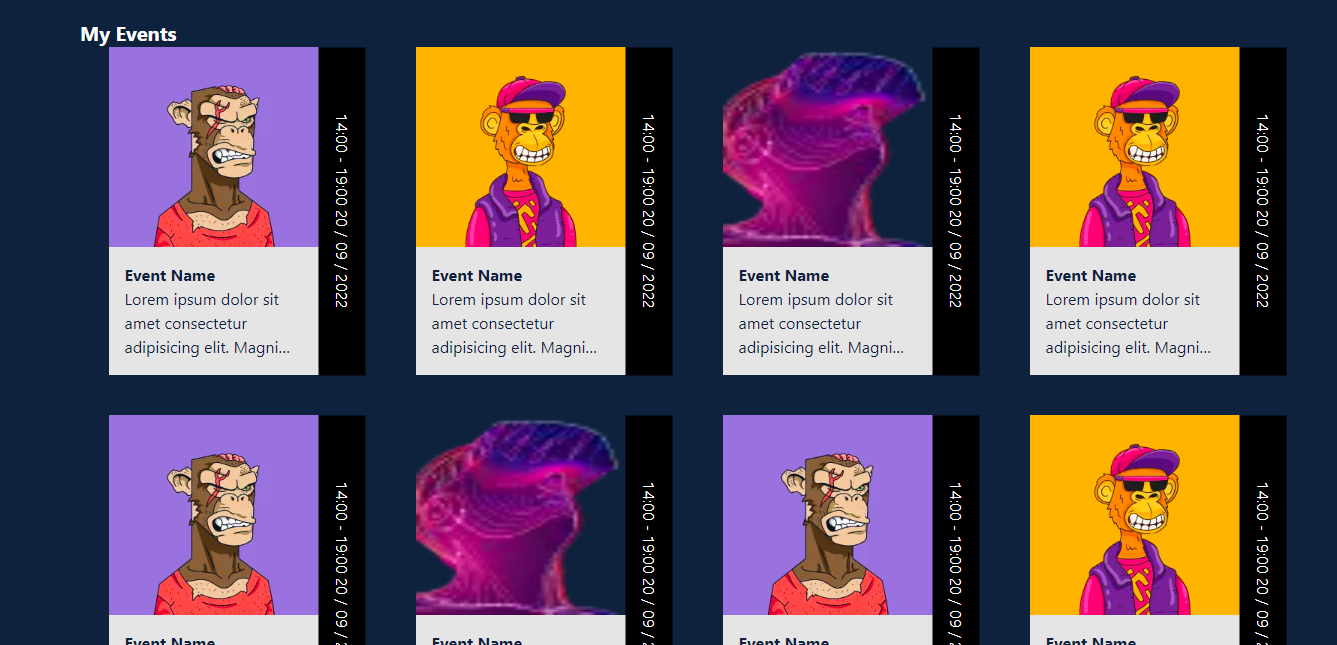 My Events
14:00 - 19:00 20 / 09 / 2022
Event Name
Lorem ipsum dolor sit
amet consectetur
adipisicing elit. Magni...
14:00 - 19:00 20 / 09 / 2022
Event Name
Lorem ipsum dolor sit
amet consectetur
adipisicing elit. Magni...
14:00 - 19:00 20 / 09 / 2022
Event Name
Lorem ipsum dolor sit
amet consectetur
adipisicing elit. Magni...
14:00 - 19:00 20 / 09 / 2022
Event Name
Lorem ipsum dolor sit
amet consectetur
adipisicing elit. Magni...
14:00 - 19:00 20 / 09 /
Event Name
14:00 - 19:00 20 / 09 /
Event Name
14:00 - 19:00 20 / 09 /
Event Name
14:00 - 19:00 20 / 09 /
Event Name